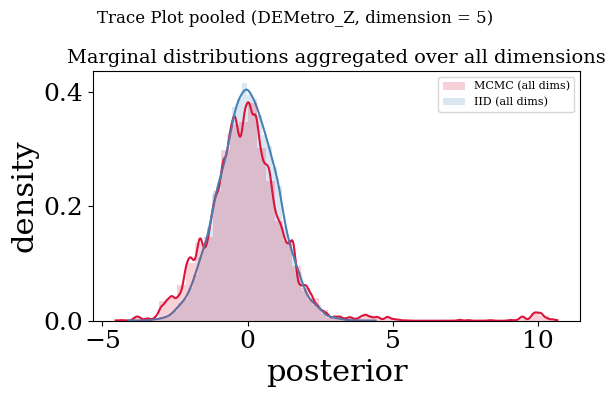 Trace Plot pooled (DEMetro_Z, dimension = 5)
Marginal distributions aggregated over all dimensions
MCMC (all dims)
IID (all dims)
density
0.4
0.2
0.0
−5
0
5
10
posterior